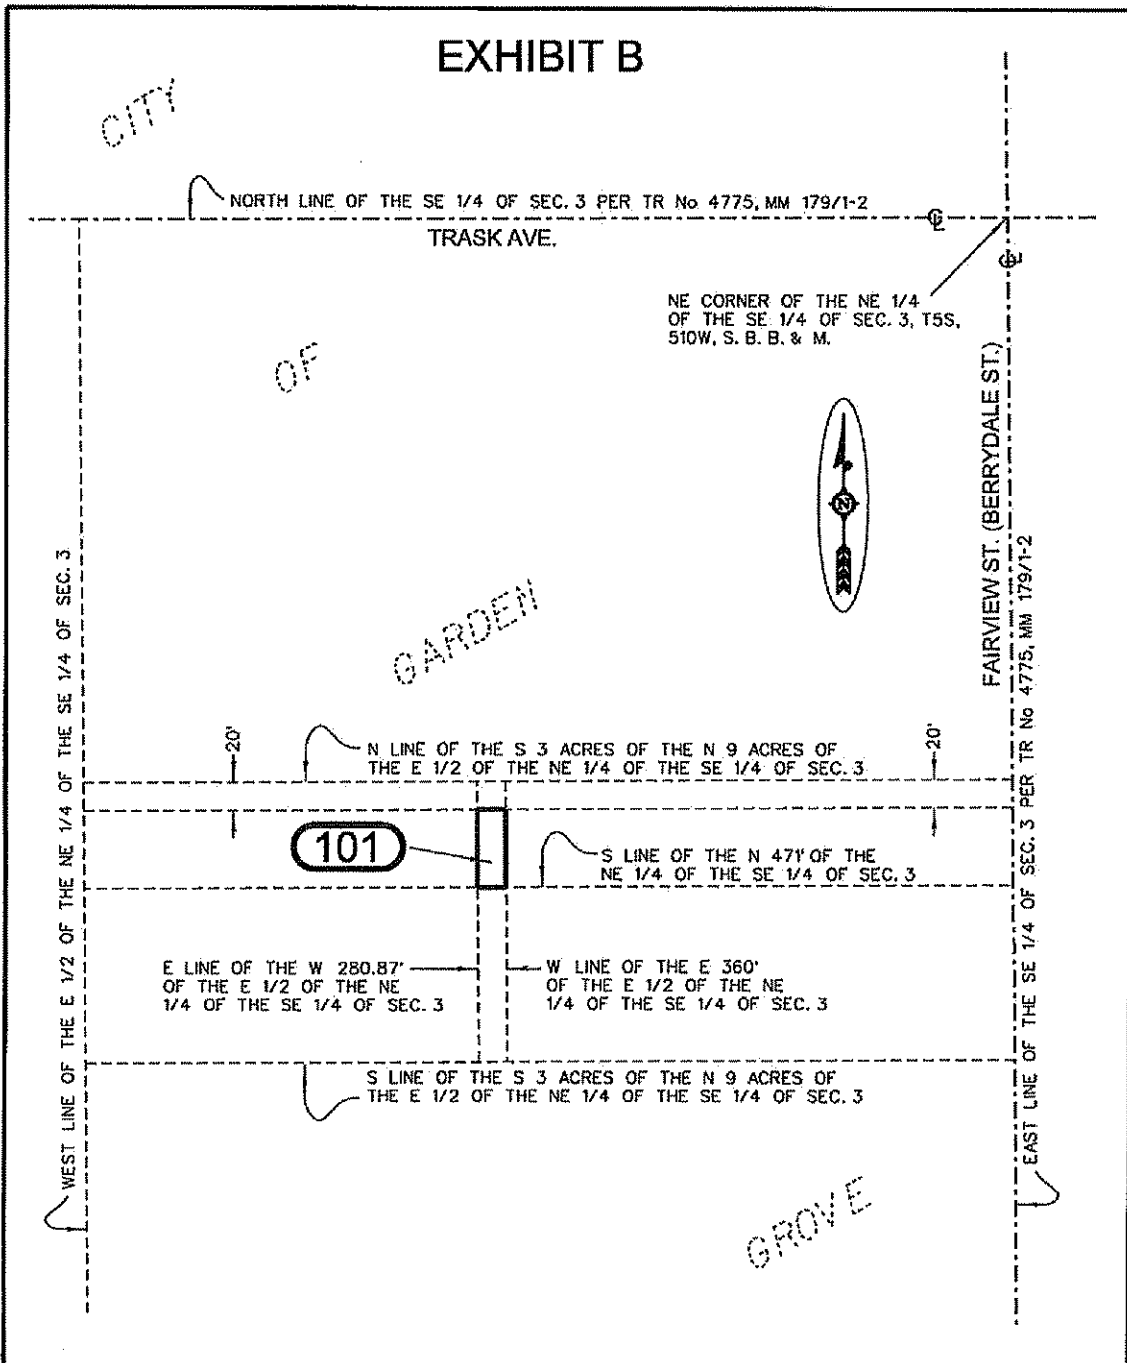 EXHIBIT B
CITY
NORTH LINE OF THE SE 1/4 OF SEC. 3 PER TR No 4775, MM 179/1-2
TRASK AVE.
NE CORNER OF THE NE 1/4
OF THE SE 1/4 OF SEC. 3, T5S,
510W, S. B. B. & M.
OF
FAIRVIEW ST. (BERRYDALE ST.)
N
GARDEN
WEST LINE OF THE E 1/2 OF THE NE 1/4 OF THE SE 1/4 OF SEC. 3
EAST LINE OF THE SE 1/4 OF SEC. 3 PER TR No 4775, MM 179/1-2
20'
N LINE OF THE S 3 ACRES OF THE N 9 ACRES OF
THE E 1/2 OF THE NE 1/4 OF THE SE 1/4 OF SEC. 3
20'
101
S LINE OF THE N 471' OF THE
NE 1/4 OF THE SE 1/4 OF SEC. 3
E LINE OF THE W 280.87'
OF THE E 1/2 OF THE NE
1/4 OF THE SE 1/4 OF SEC. 3
W LINE OF THE E 360'
OF THE E 1/2 OF THE NE
1/4 OF THE SE 1/4 OF SEC. 3
S LINE OF THE S 3 ACRES OF THE N 9 ACRES OF
THE E 1/2 OF THE NE 1/4 OF THE SE 1/4 OF SEC. 3
GROVE